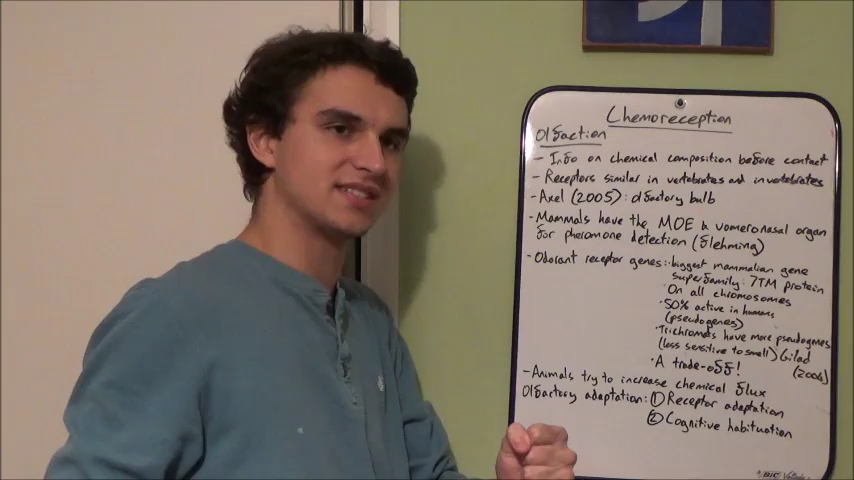 Chemoreception
Olfaction
- Info on chemical composition before contact
- Receptors similar in vertebrates and invertebrates
- Axel (2005): olfactory bulb
- Mammals have the MOE & vomeronasal organ
for pheromone detection (flehming)
- Odorant receptor genes: · biggest mammalian gene
superfamily: 7TM protein
· On all chromosomes
· 50% active in humans
(pseudogenes)
· Trichromats have more pseudogenes
(less sensitive to smell) Gilad
(2004)
· A trade-off!
- Animals try to increase chemical flux
Olfactory adaptation: ① Receptor adaptation
② Cognitive habituation
BIC